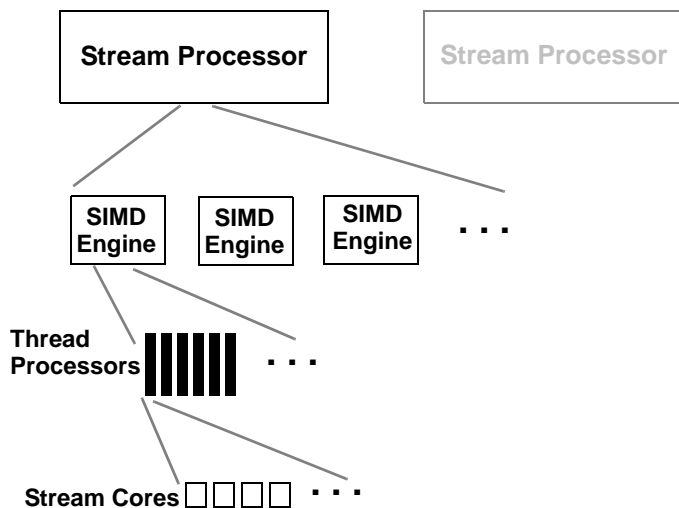 Stream Processor
Stream Processor
SIMD
Engine
SIMD
Engine
SIMD
Engine
. . .
Thread
Processors
. . .
Stream Cores
. . .